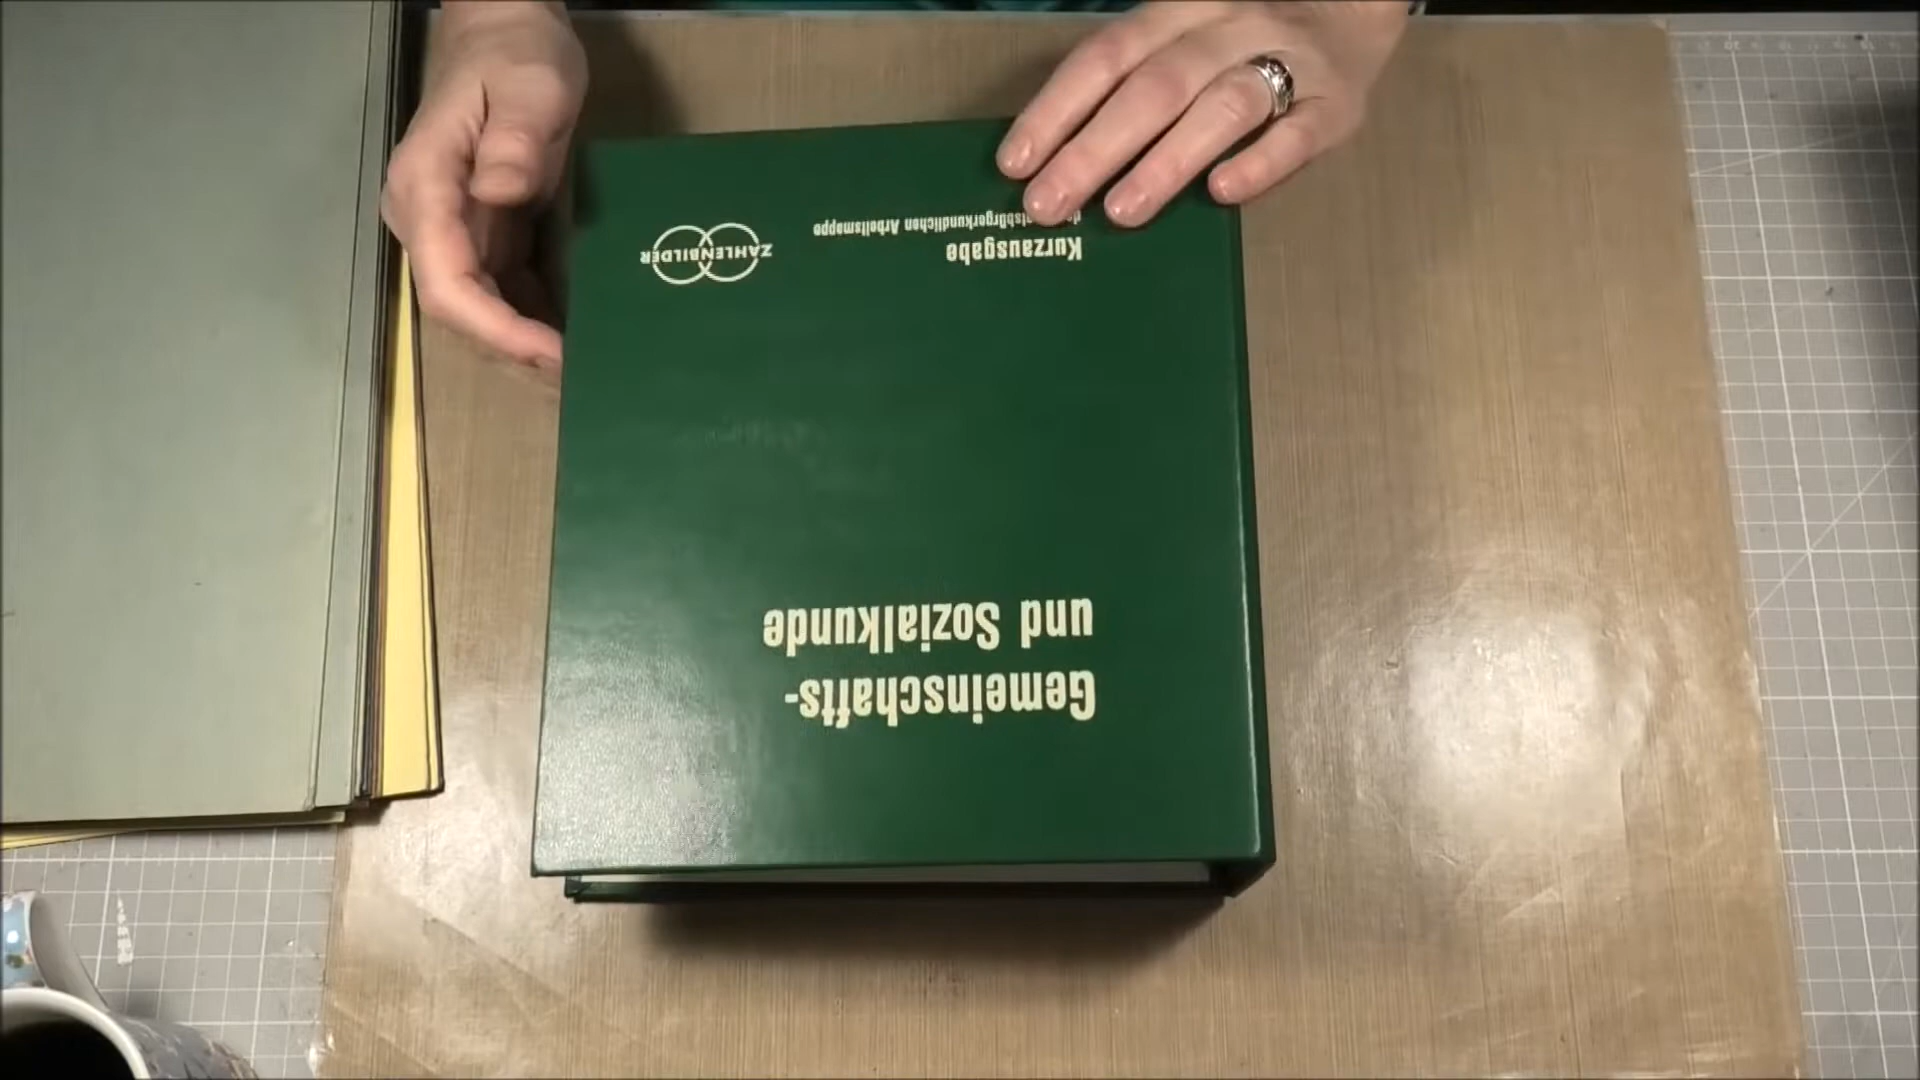 Gemeinschafts-
und Sozialkunde
Kurzausgabe
Arbeitsmappe
ZAHLENBILDER